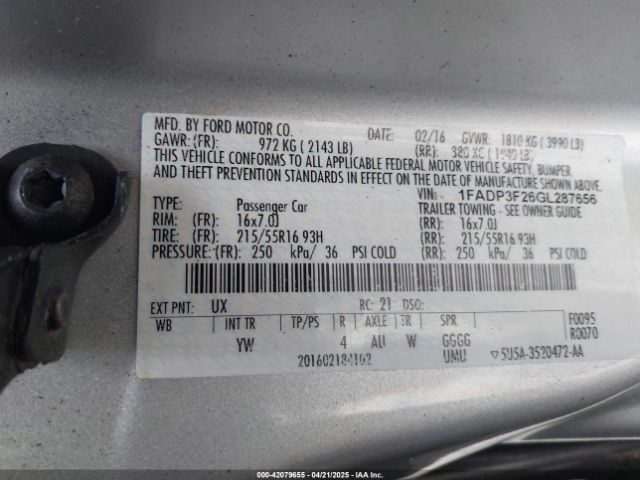 MFD. BY FORD MOTOR CO. DATE: 02/16 GVWR: 1810 KG ( 3990 LB)
GAWR: (FR): 972 KG ( 2143 LB) (RR): KG LB)
THIS VEHICLE CONFORMS TO ALL APPLICABLE FEDERAL MOTOR VEHICLE SAFETY, BUMPER
AND THEFT PREVENTION STANDARDS IN EFFECT ON THE DATE OF MANUFACTURE SHOWN ABOVE.
VIN: 1FADP3F26GL287656
TYPE: Passenger Car TRAILER TOWING - SEE OWNER GUIDE
RIM: (FR): 16x7.0J (RR): 16x7.0J
TIRE: (FR): 215/55R16 93H (RR): 215/55R16 93H
PRESSURE: (FR): 250 kPa/ 36 PSI COLD (RR): 250 kPa/ 36 PSI COLD
EXT PNT: UX RC: 21 DSO:
WB INT TR TP/PS R AXLE TR SPR F0095
YW 4 AU W GGGG R0070
201602184102 UMU 5U5A-3520472-AA
000-42079655 - 04/21/2025 - IAA Inc.